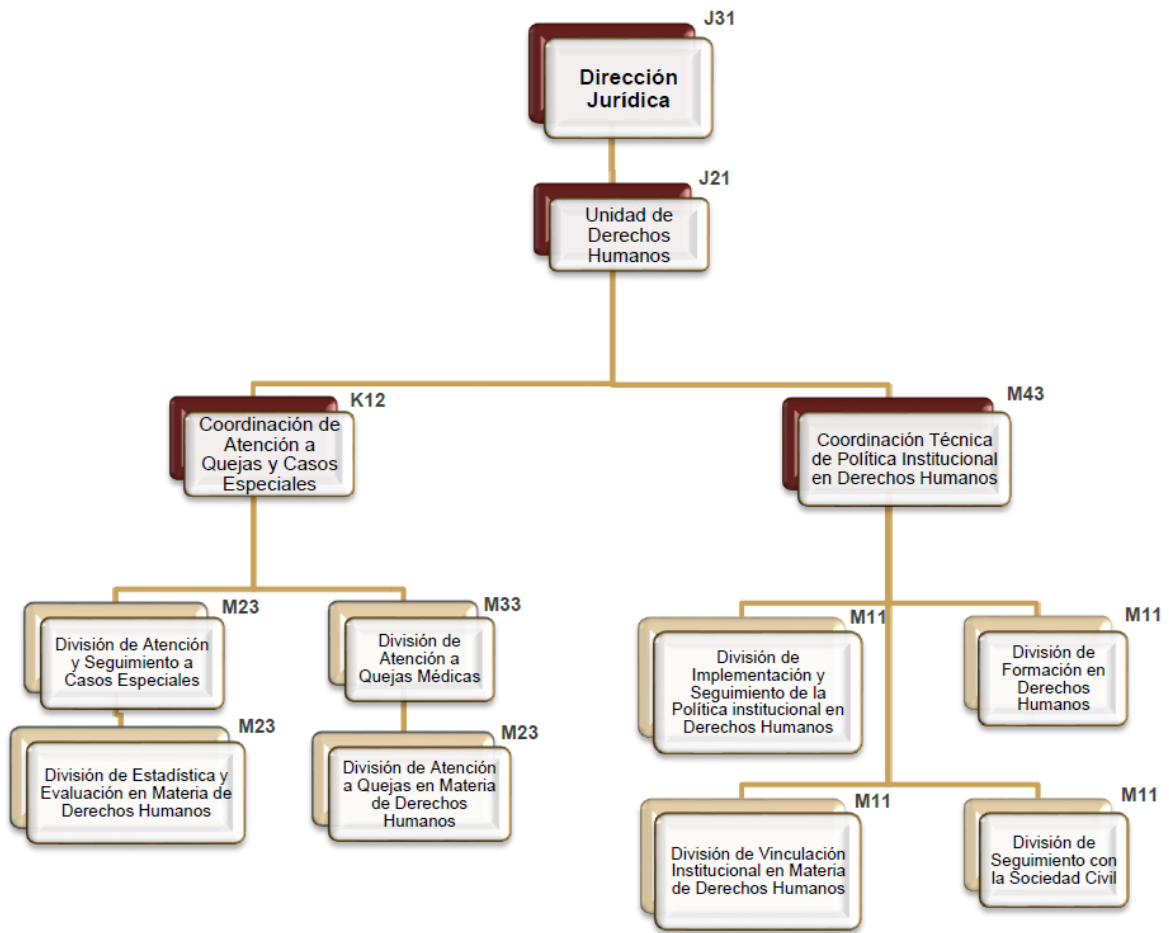 J31
Dirección
Jurídica
J21
Unidad de
Derechos
Humanos
K12
Coordinación de
Atención a
Quejas y Casos
Especiales
M43
Coordinación Técnica
de Política Institucional
en Derechos Humanos
M23
División de Atención
y Seguimiento a
Casos Especiales
M33
División de
Atención a
Quejas Médicas
M23
División de Estadística y
Evaluación en Materia de
Derechos Humanos
M23
División de Atención
a Quejas en Materia
de Derechos
Humanos
M11
División de
Implementación y
Seguimiento de la
Política institucional en
Derechos Humanos
M11
División de
Formación en
Derechos
Humanos
M11
División de Vinculación
Institucional en Materia
de Derechos Humanos
M11
División de
Seguimiento con
la Sociedad Civil